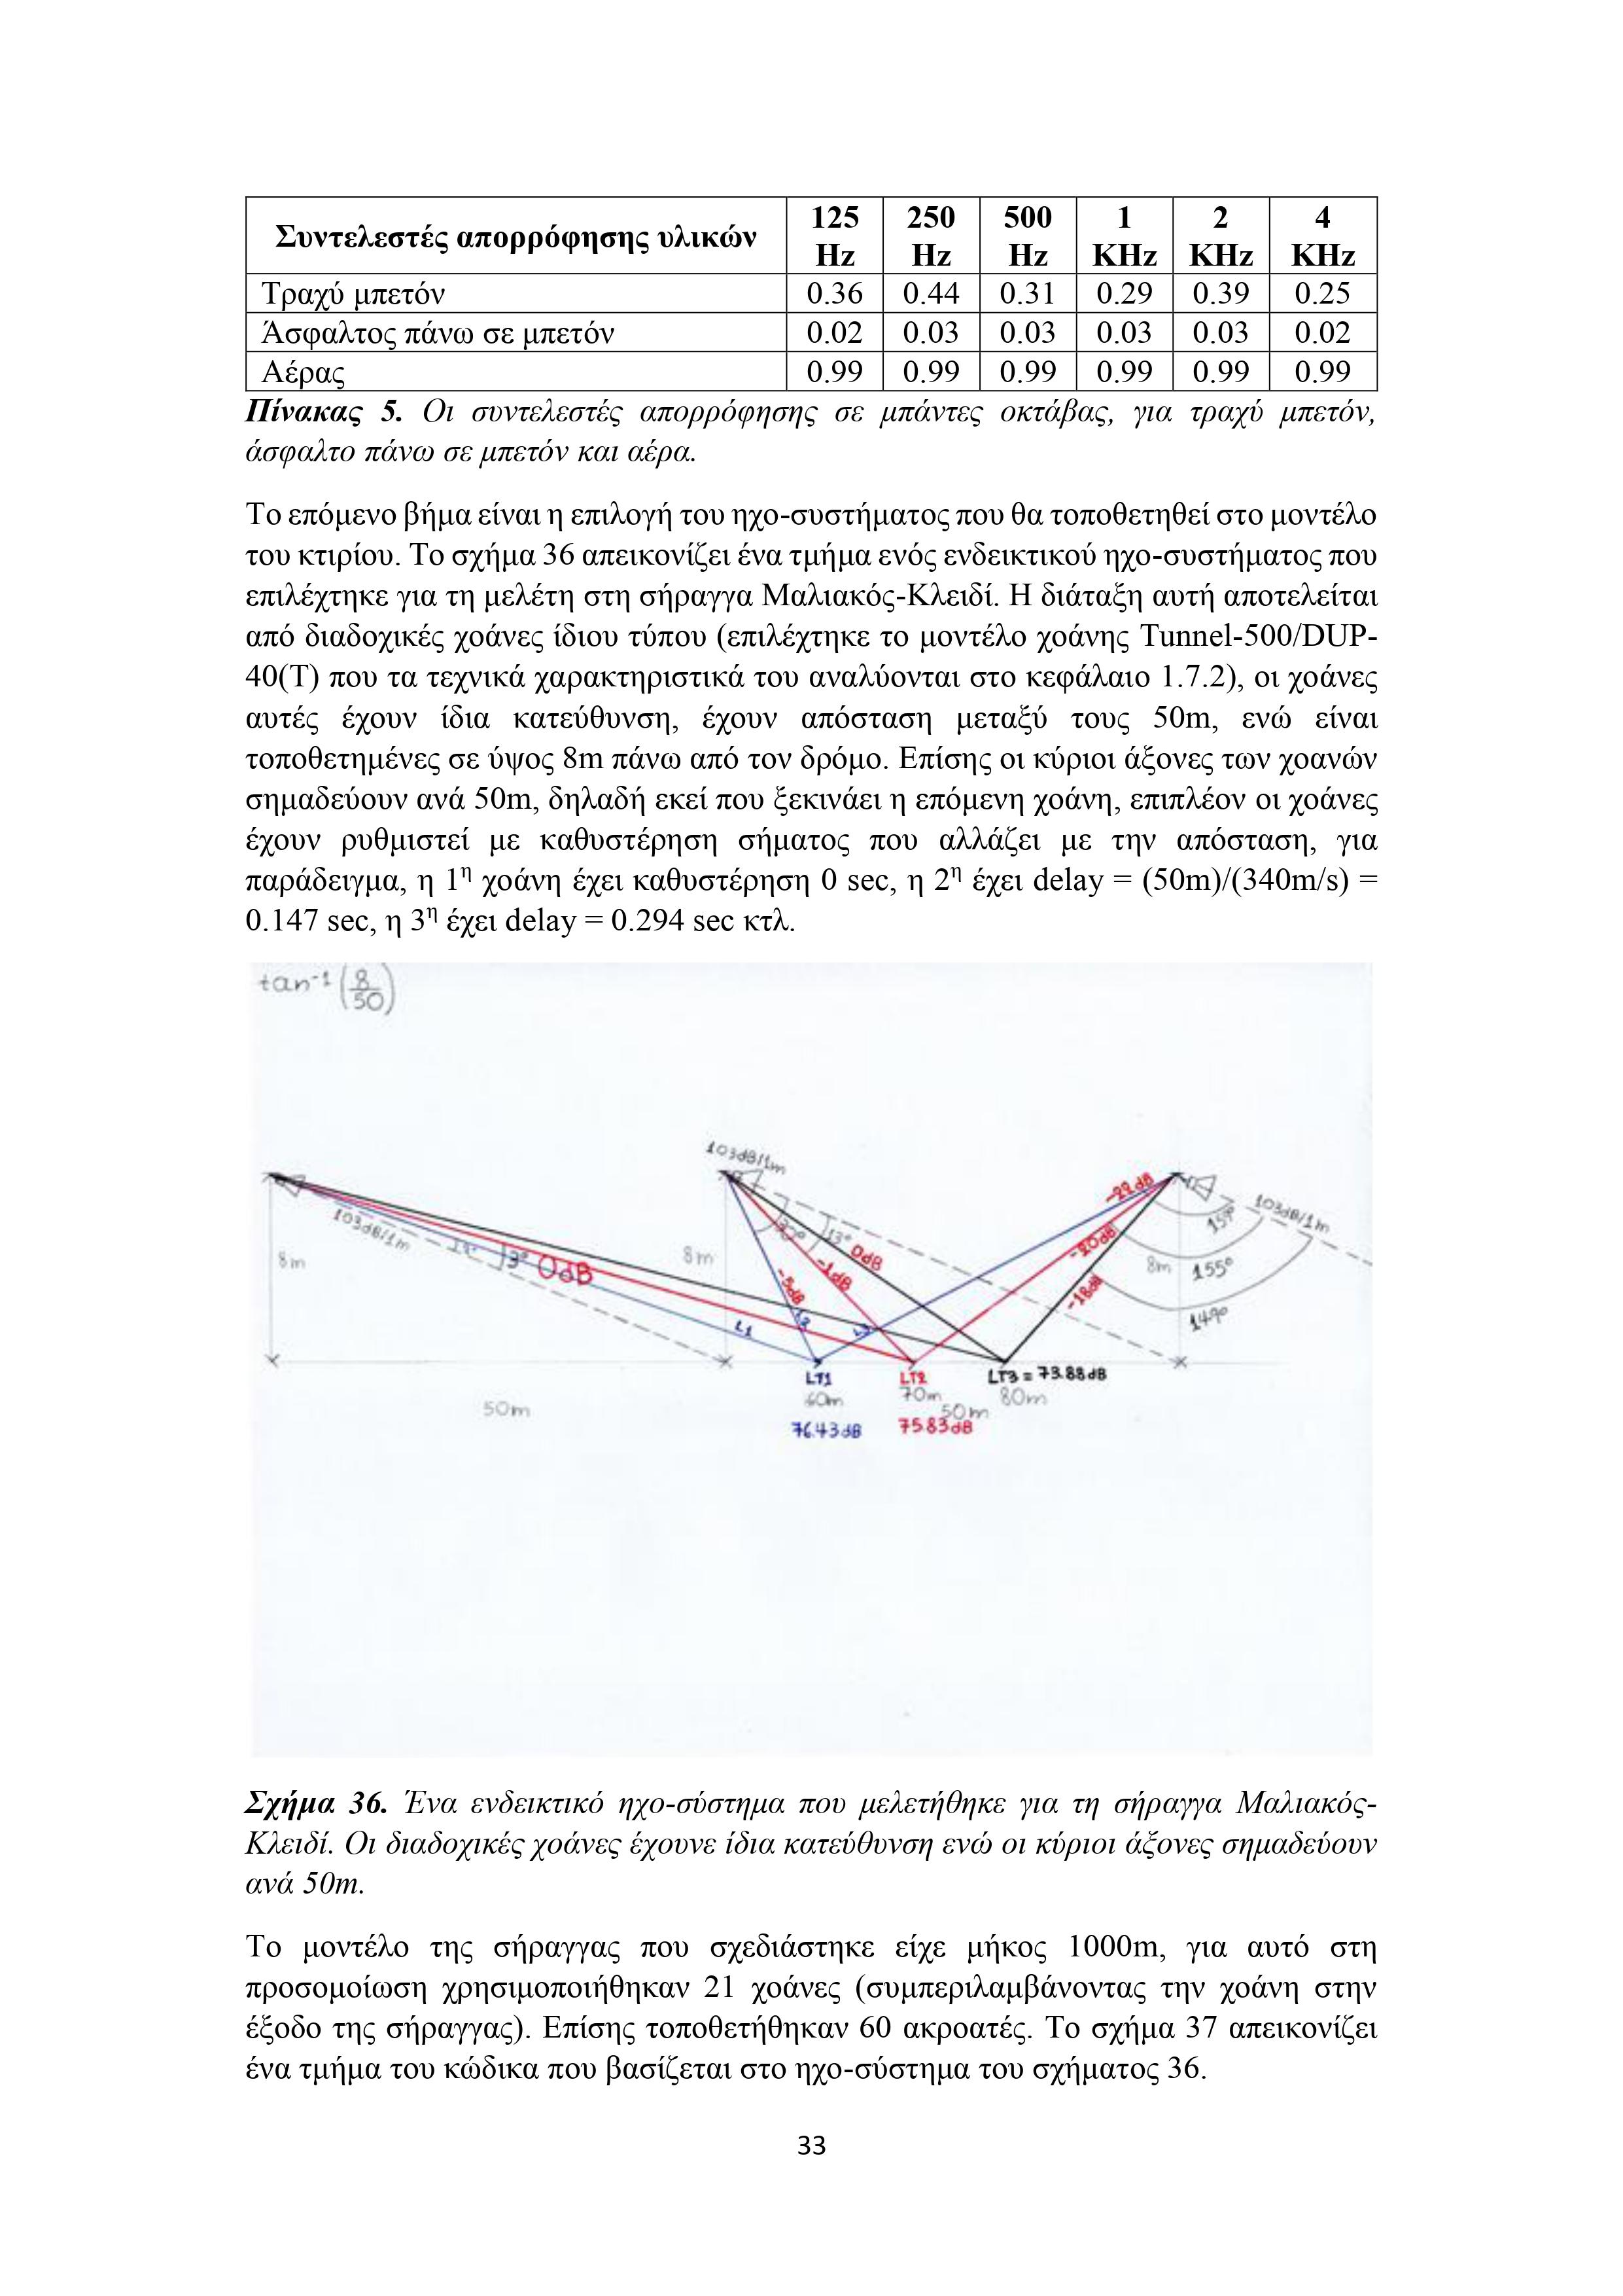 Συντελεστές απορρόφησης υλικών 125 Hz 250 Hz 500 Hz 1 KHz 2 KHz 4 KHz
Τραχύ μπετόν 0.36 0.44 0.31 0.29 0.39 0.25
Άσφαλτος πάνω σε μπετόν 0.02 0.03 0.03 0.03 0.03 0.02
Αέρας 0.99 0.99 0.99 0.99 0.99 0.99
Πίνακας 5. Οι συντελεστές απορρόφησης σε μπάντες οκτάβας, για τραχύ μπετόν,
άσφαλτο πάνω σε μπετόν και αέρα.
Το επόμενο βήμα είναι η επιλογή του ηχο-συστήματος που θα τοποθετηθεί στο μοντέλο
του κτιρίου. Το σχήμα 36 απεικονίζει ένα τμήμα ενός ενδεικτικού ηχο-συστήματος που
επιλέχτηκε για τη μελέτη στη σήραγγα Μαλιακός-Κλειδί. Η διάταξη αυτή αποτελείται
από διαδοχικές χοάνες ίδιου τύπου (επιλέχτηκε το μοντέλο χοάνης Tunnel-500/DUP-
40(T) που τα τεχνικά χαρακτηριστικά του αναλύονται στο κεφάλαιο 1.7.2), οι χοάνες
αυτές έχουν ίδια κατεύθυνση, έχουν απόσταση μεταξύ τους 50m, ενώ είναι
τοποθετημένες σε ύψος 8m πάνω από τον δρόμο. Επίσης οι κύριοι άξονες των χοανών
σημαδεύουν ανά 50m, δηλαδή εκεί που ξεκινάει η επόμενη χοάνη, επιπλέον οι χοάνες
έχουν ρυθμιστεί με καθυστέρηση σήματος που αλλάζει με την απόσταση, για
παράδειγμα, η 1η χοάνη έχει καθυστέρηση 0 sec, η 2η έχει delay = (50m)/(340m/s) =
0.147 sec, η 3η έχει delay = 0.294 sec κτλ.
tan-1 (8/50)
103dB/1m
-22dB
103dB/1m
159°
103dB/1m
30° 13°
0dB
-20dB
8m
8m
3°
0dB
-1dB
-5dB
8m
155°
-18dB
149°
L1
LT1 LT2 LT3 = 73.88dB
60m 70m 80m
50m 50m
76.43dB 75.83dB
Σχήμα 36. Ένα ενδεικτικό ηχο-σύστημα που μελετήθηκε για τη σήραγγα Μαλιακός-
Κλειδί. Οι διαδοχικές χοάνες έχουνε ίδια κατεύθυνση ενώ οι κύριοι άξονες σημαδεύουν
ανά 50m.
Το μοντέλο της σήραγγας που σχεδιάστηκε είχε μήκος 1000m, για αυτό στη
προσομοίωση χρησιμοποιήθηκαν 21 χοάνες (συμπεριλαμβάνοντας την χοάνη στην
έξοδο της σήραγγας). Επίσης τοποθετήθηκαν 60 ακροατές. Το σχήμα 37 απεικονίζει
ένα τμήμα του κώδικα που βασίζεται στο ηχο-σύστημα του σχήματος 36.
33